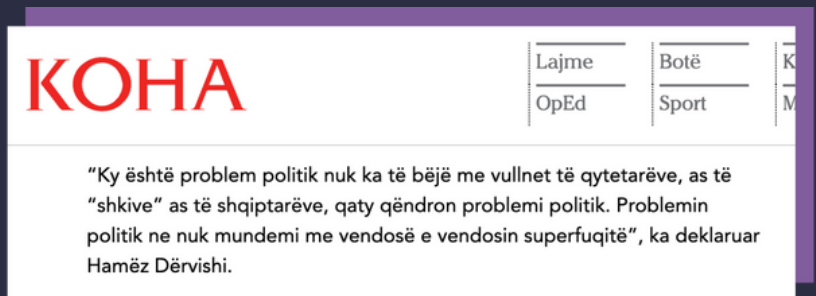 KOHA
Lajme
Botë
K
OpEd
Sport
M
“Ky është problem politik nuk ka të bëjë me vullnet të qytetarëve, as të
“shkive” as të shqiptarëve, qaty qëndron problemi politik. Problemin
politik ne nuk mundemi me vendosë e vendosin superfuqitë”, ka deklaruar
Hamëz Dërvishi.